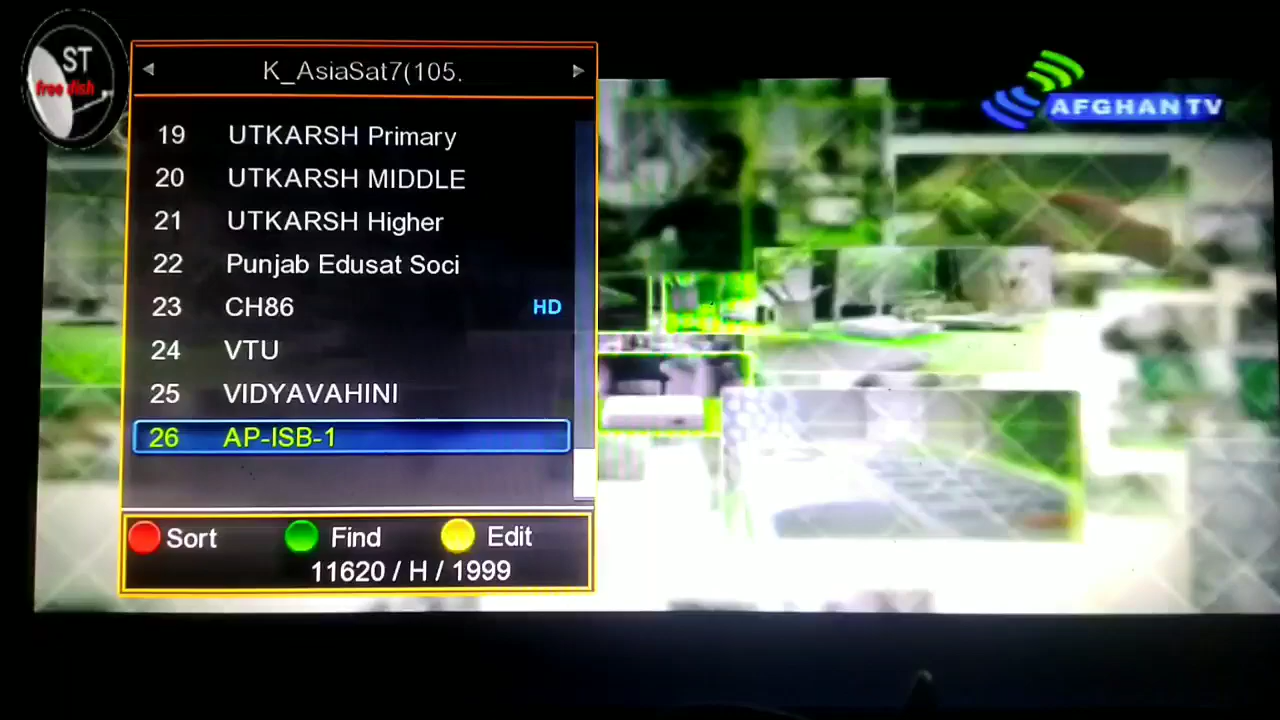 ST
free dish
K_AsiaSat7(105.
19 UTKARSH Primary
20 UTKARSH MIDDLE
21 UTKARSH Higher
22 Punjab Edusat Soci
23 CH86 HD
24 VTU
25 VIDYAVAHINI
26 AP-ISB-1
Sort Find Edit
11620 / H / 1999
AFGHAN TV